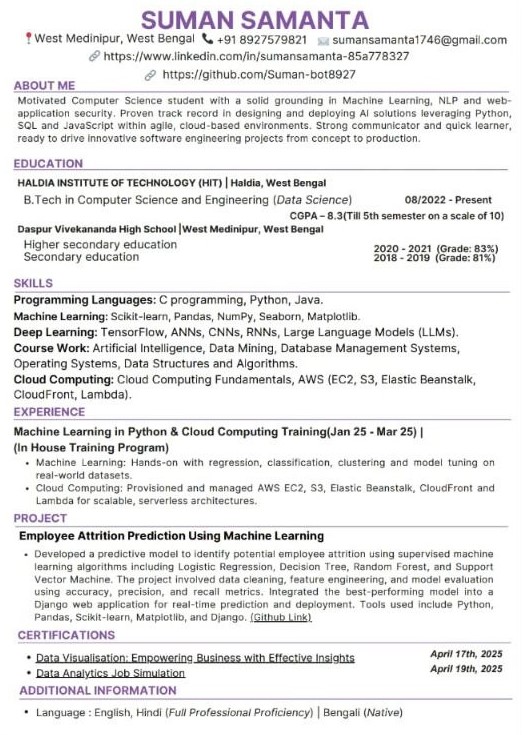 SUMAN SAMANTA
West Medinipur, West Bengal +91 8927579821 sumansamanta1746@gmail.com
https://www.linkedin.com/in/sumansamanta-85a778327
https://github.com/Suman-bot8927
ABOUT ME
Motivated Computer Science student with a solid grounding in Machine Learning, NLP and web-
application security. Proven track record in designing and deploying AI solutions leveraging Python,
SQL and JavaScript within agile, cloud-based environments. Strong communicator and quick learner,
ready to drive innovative software engineering projects from concept to production.
EDUCATION
HALDIA INSTITUTE OF TECHNOLOGY (HIT) | Haldia, West Bengal
B.Tech in Computer Science and Engineering (Data Science) 08/2022 - Present
CGPA – 8.3(Till 5th semester on a scale of 10)
Daspur Vivekananda High School |West Medinipur, West Bengal
Higher secondary education 2020 - 2021 (Grade: 83%)
Secondary education 2018 - 2019 (Grade: 81%)
SKILLS
Programming Languages: C programming, Python, Java.
Machine Learning: Scikit-learn, Pandas, NumPy, Seaborn, Matplotlib.
Deep Learning: TensorFlow, ANNs, CNNs, RNNs, Large Language Models (LLMs).
Course Work: Artificial Intelligence, Data Mining, Database Management Systems,
Operating Systems, Data Structures and Algorithms.
Cloud Computing: Cloud Computing Fundamentals, AWS (EC2, S3, Elastic Beanstalk,
CloudFront, Lambda).
EXPERIENCE
Machine Learning in Python & Cloud Computing Training(Jan 25 - Mar 25) |
(In House Training Program)
• Machine Learning: Hands-on with regression, classification, clustering and model tuning on
real-world datasets.
• Cloud Computing: Provisioned and managed AWS EC2, S3, Elastic Beanstalk, CloudFront and
Lambda for scalable, serverless architectures.
PROJECT
Employee Attrition Prediction Using Machine Learning
• Developed a predictive model to identify potential employee attrition using supervised machine
learning algorithms including Logistic Regression, Decision Tree, Random Forest, and Support
Vector Machine. The project involved data cleaning, feature engineering, and model evaluation
using accuracy, precision, and recall metrics. Integrated the best-performing model into a
Django web application for real-time prediction and deployment. Tools used include Python,
Pandas, Scikit-learn, Matplotlib, and Django. (Github Link)
CERTIFICATIONS
• Data Visualisation: Empowering Business with Effective Insights April 17th, 2025
• Data Analytics Job Simulation April 19th, 2025
ADDITIONAL INFORMATION
• Language : English, Hindi (Full Professional Proficiency) | Bengali (Native)